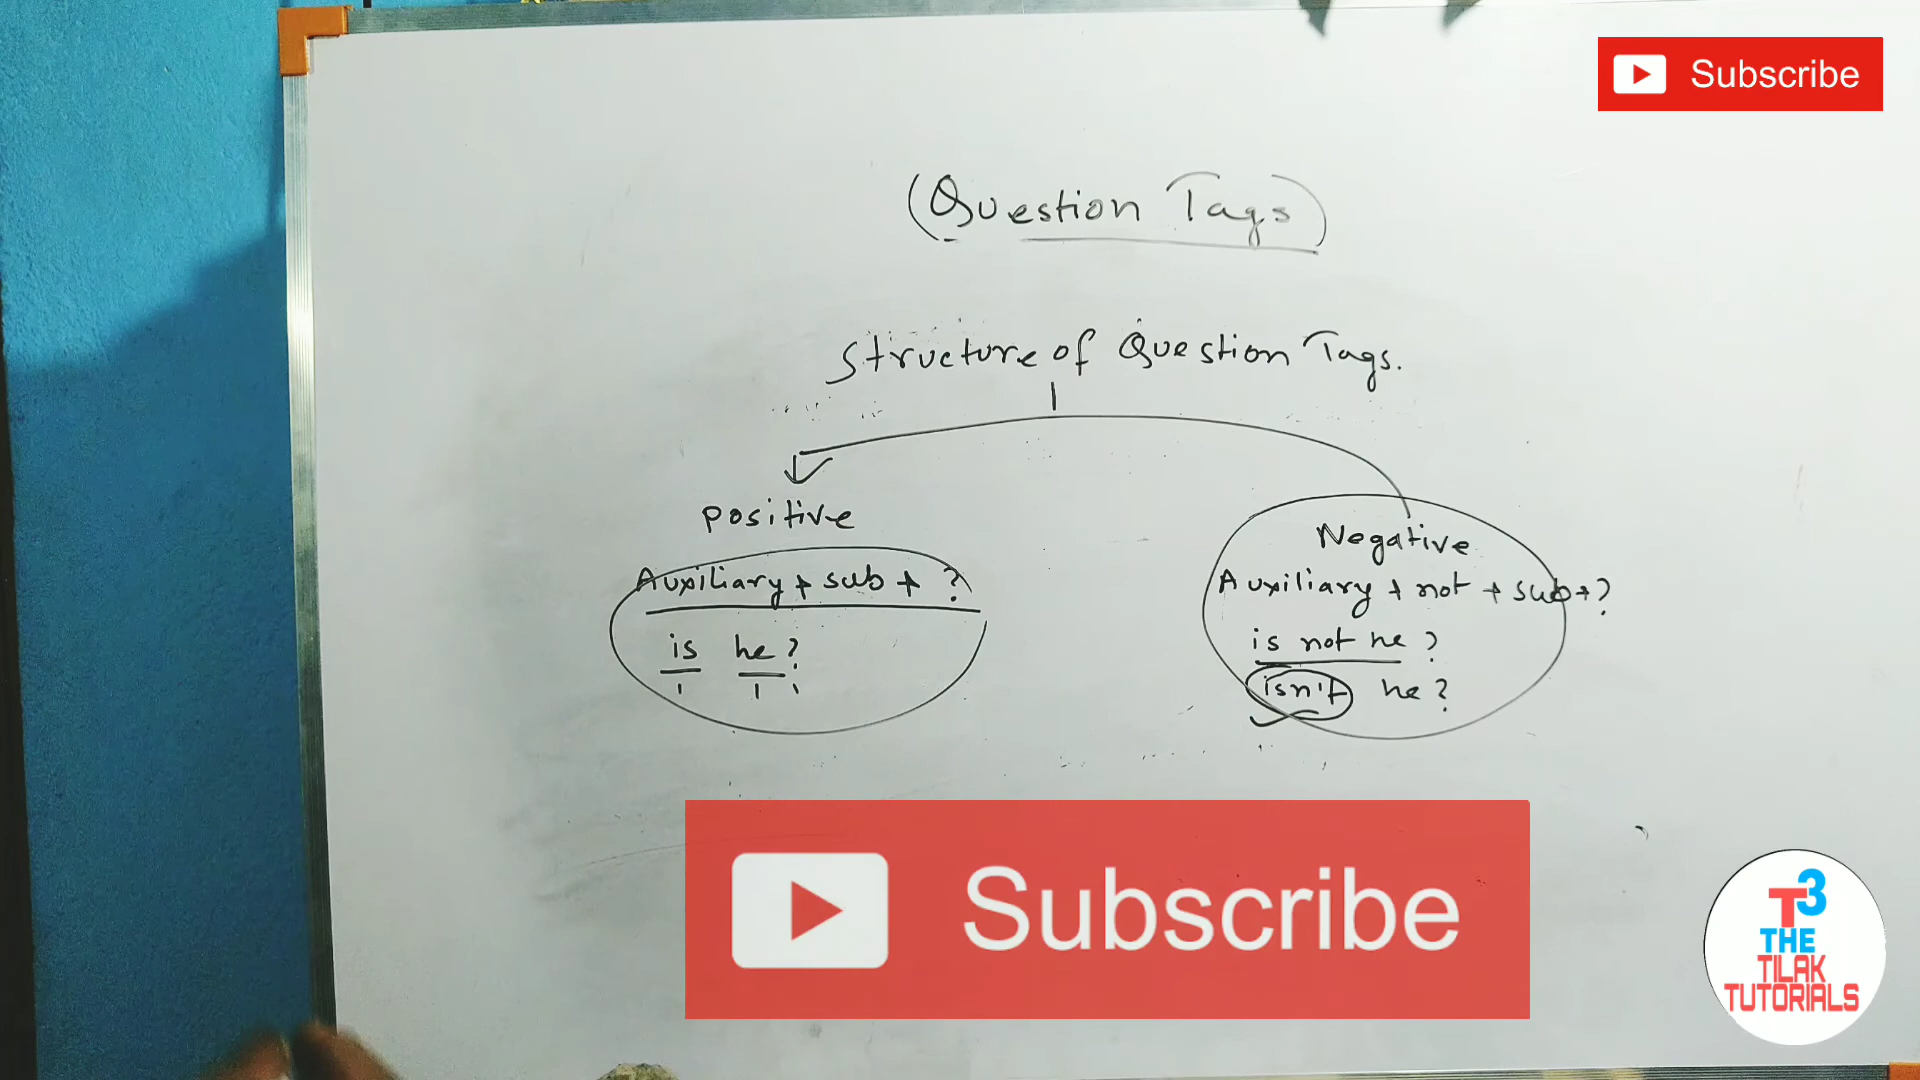 Subscribe
(Question Tags)
Structure of Question Tags.
positive
Auxiliary + sub + ?
is he?
Negative
Auxiliary + not + sub + ?
is not he ?
isn't he ?
Subscribe
T3
THE
TILAK
TUTORIALS